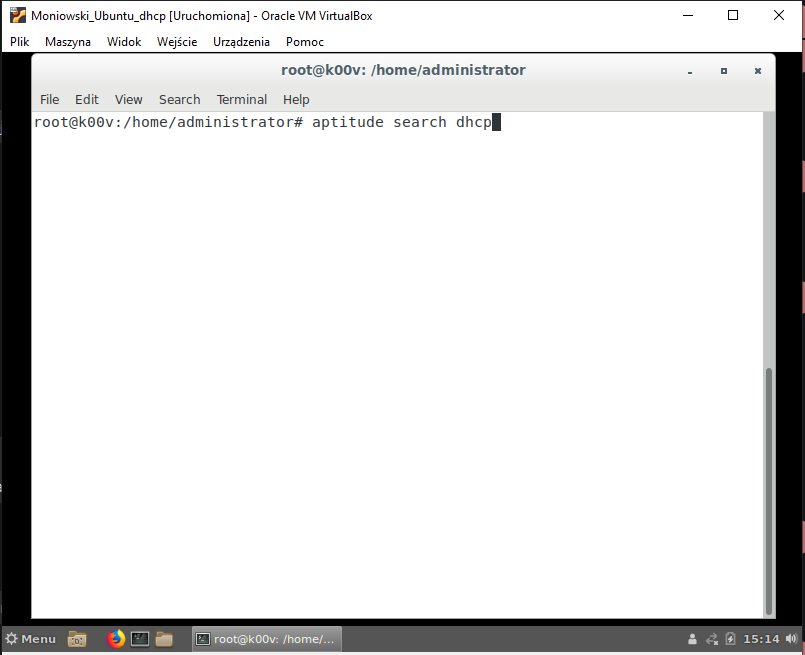 Moniowski_Ubuntu_dhcp [Uruchomiona] - Oracle VM VirtualBox
Plik Maszyna Widok Wejście Urządzenia Pomoc
root@k00v: /home/administrator
File Edit View Search Terminal Help
root@k00v:/home/administrator# aptitude search dhcp
Menu root@k00v: /home/... 15:14